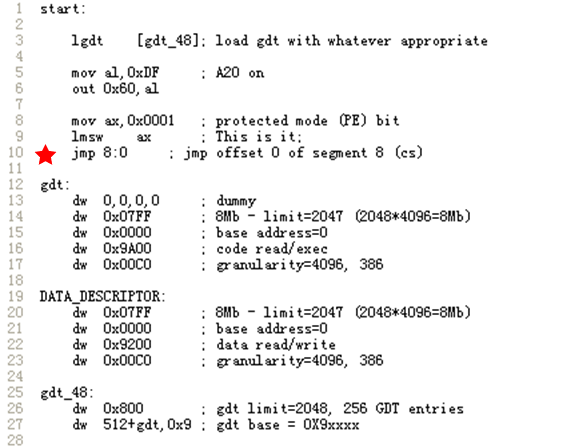 1 start:
2
3 lgdt [gdt_48]; load gdt with whatever appropriate
4
5 mov al,0xDF ; A20 on
6 out 0x60,al
7
8 mov ax,0x0001 ; protected mode (PE) bit
9 lmsw ax ; This is it;
10 jmp 8:0 ; jmp offset 0 of segment 8 (cs)
11
12 gdt:
13 dw 0,0,0,0 ; dummy
14 dw 0x07FF ; 8Mb - limit=2047 (2048*4096=8Mb)
15 dw 0x0000 ; base address=0
16 dw 0x9A00 ; code read/exec
17 dw 0x00C0 ; granularity=4096, 386
18
19 DATA_DESCRIPTOR:
20 dw 0x07FF ; 8Mb - limit=2047 (2048*4096=8Mb)
21 dw 0x0000 ; base address=0
22 dw 0x9200 ; data read/write
23 dw 0x00C0 ; granularity=4096, 386
24
25 gdt_48:
26 dw 0x800 ; gdt limit=2048, 256 GDT entries
27 dw 512+gdt,0x9 ; gdt base = 0X9xxxx
28